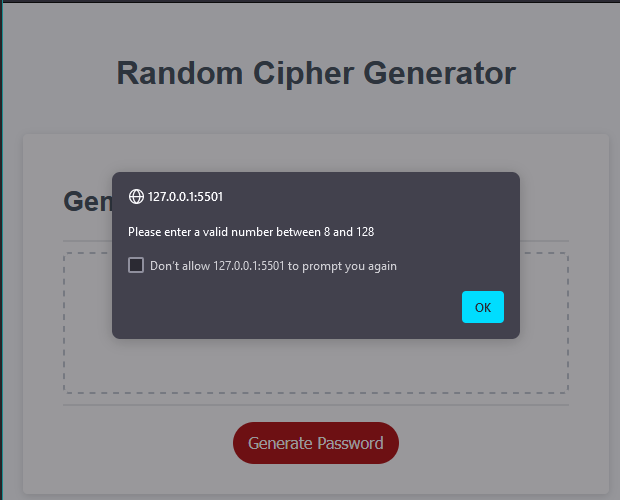 Random Cipher Generator
Gen
127.0.0.1:5501
Please enter a valid number between 8 and 128
Don't allow 127.0.0.1:5501 to prompt you again
OK
Generate Password